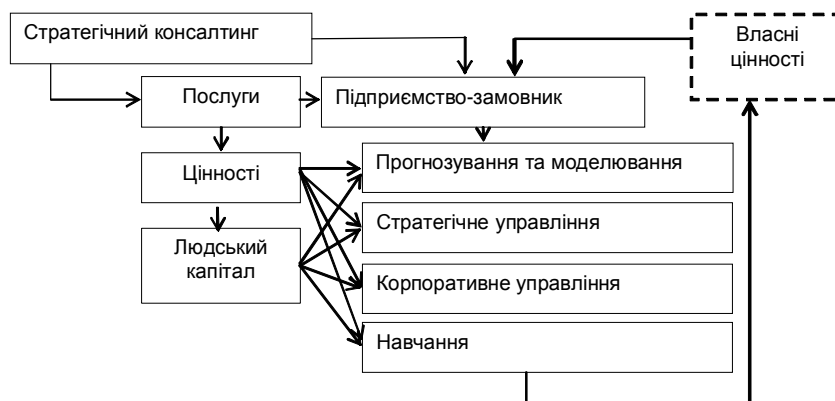 Стратегічний консалтинг
Власні
цінності
Послуги
Підприємство-замовник
Цінності
Прогнозування та моделювання
Стратегічне управління
Людський
капітал
Корпоративне управління
Навчання